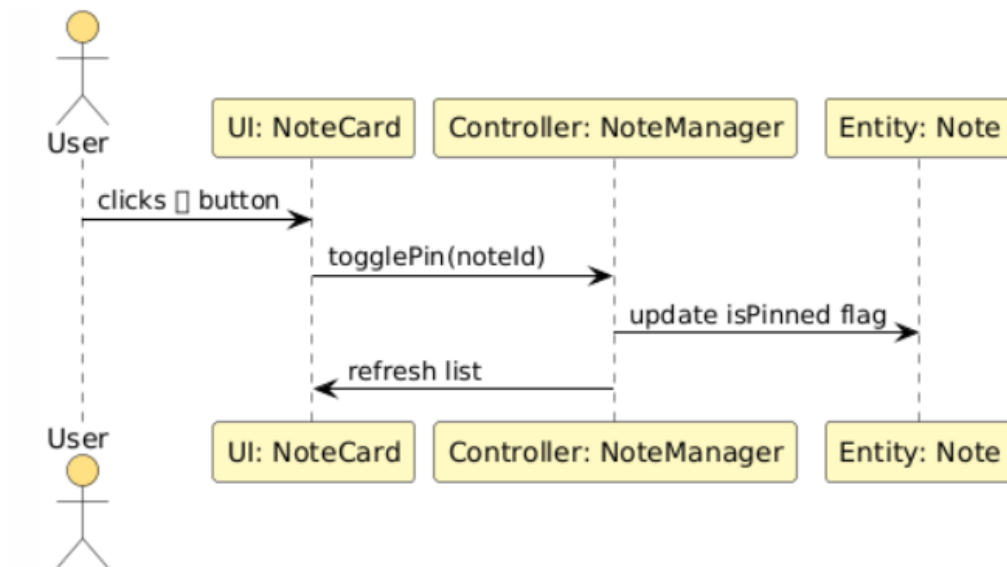 User
UI: NoteCard
Controller: NoteManager
Entity: Note
clicks ▯ button
togglePin(noteId)
update isPinned flag
refresh list
User
UI: NoteCard
Controller: NoteManager
Entity: Note